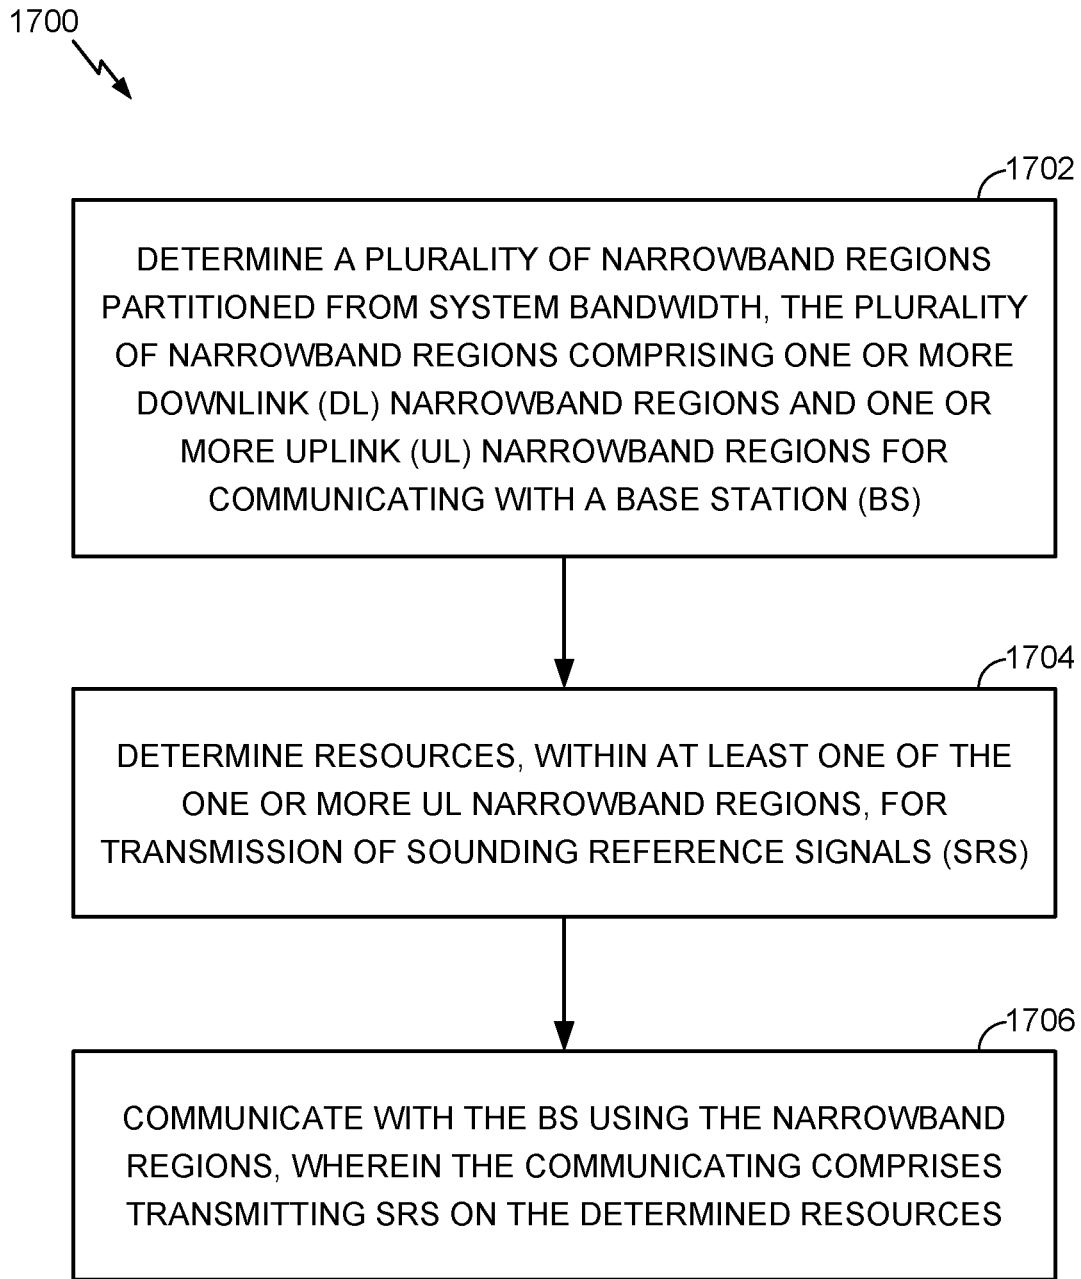 1700
1702
DETERMINE A PLURALITY OF NARROWBAND REGIONS
PARTITIONED FROM SYSTEM BANDWIDTH, THE PLURALITY
OF NARROWBAND REGIONS COMPRISING ONE OR MORE
DOWNLINK (DL) NARROWBAND REGIONS AND ONE OR
MORE UPLINK (UL) NARROWBAND REGIONS FOR
COMMUNICATING WITH A BASE STATION (BS)
1704
DETERMINE RESOURCES, WITHIN AT LEAST ONE OF THE
ONE OR MORE UL NARROWBAND REGIONS, FOR
TRANSMISSION OF SOUNDING REFERENCE SIGNALS (SRS)
1706
COMMUNICATE WITH THE BS USING THE NARROWBAND
REGIONS, WHEREIN THE COMMUNICATING COMPRISES
TRANSMITTING SRS ON THE DETERMINED RESOURCES